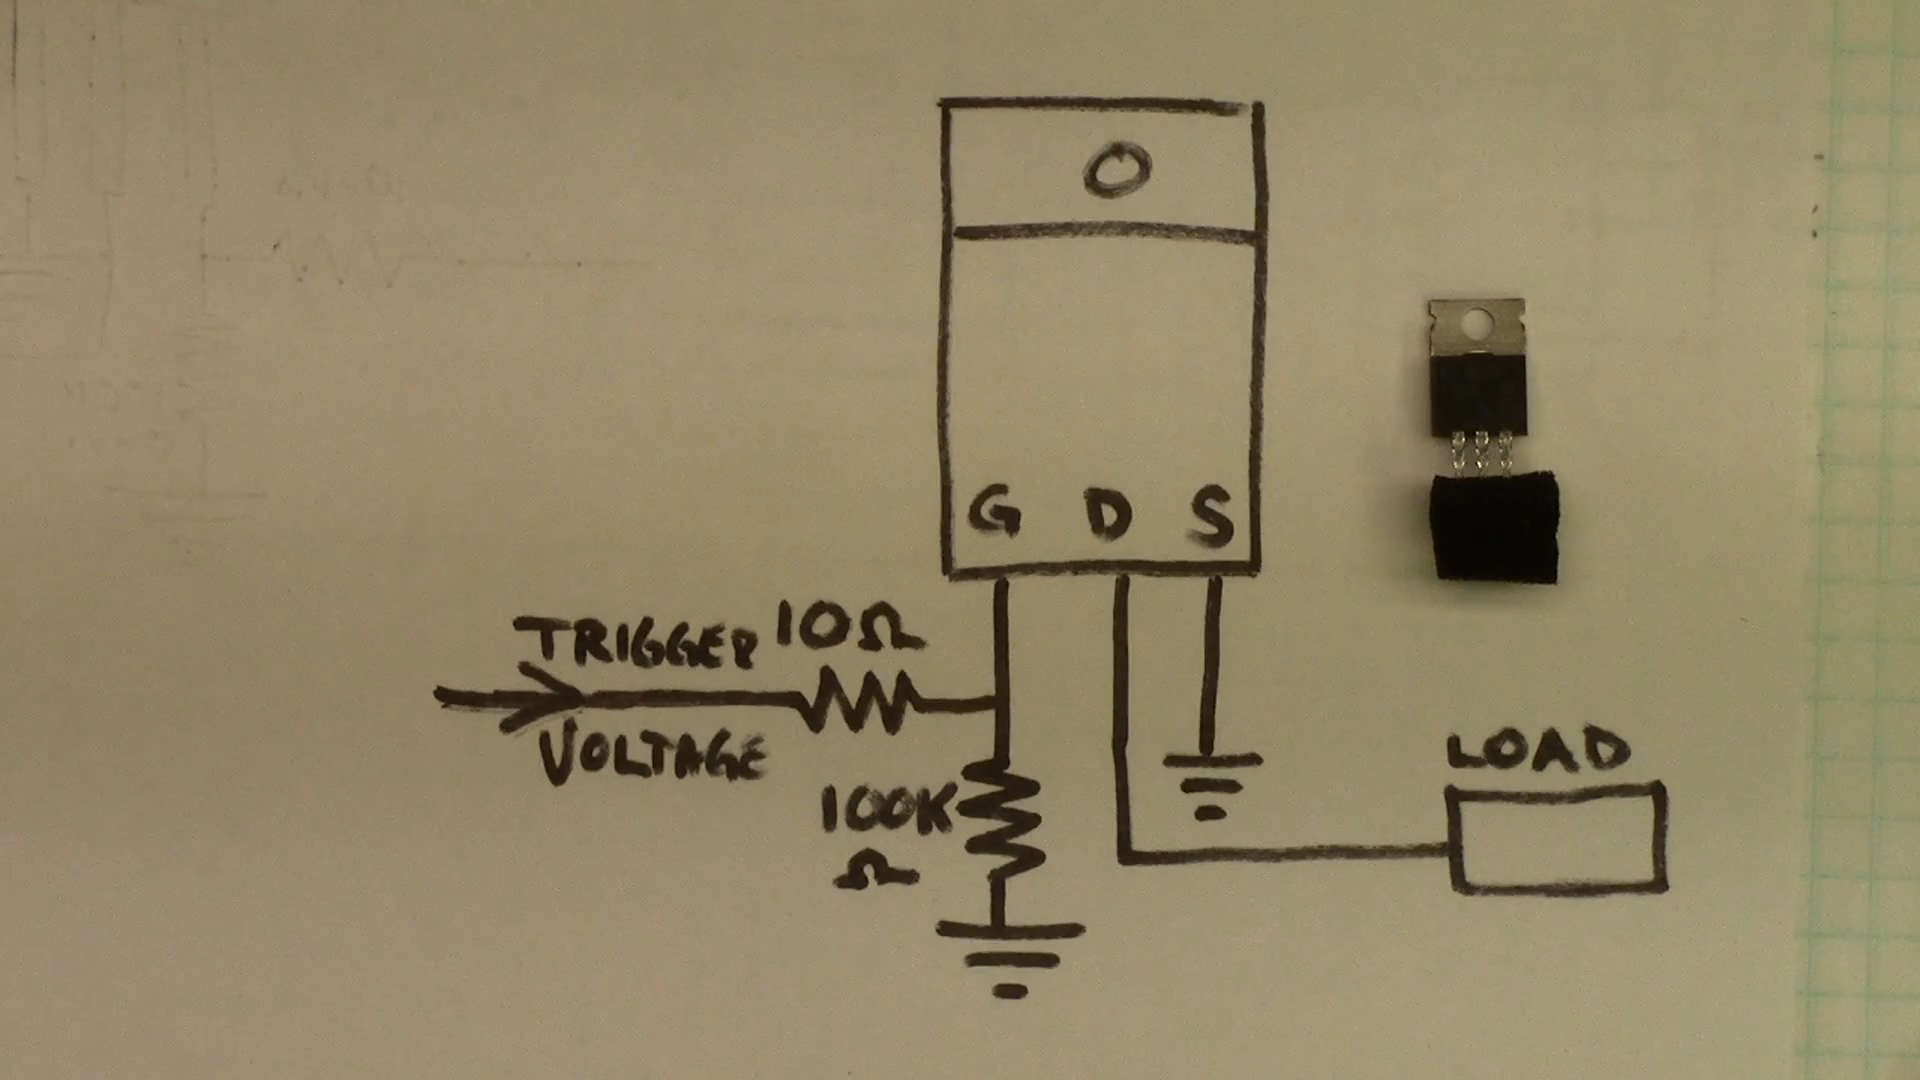 G D S
TRIGGER 10Ω
VOLTAGE
100K
Ω
LOAD